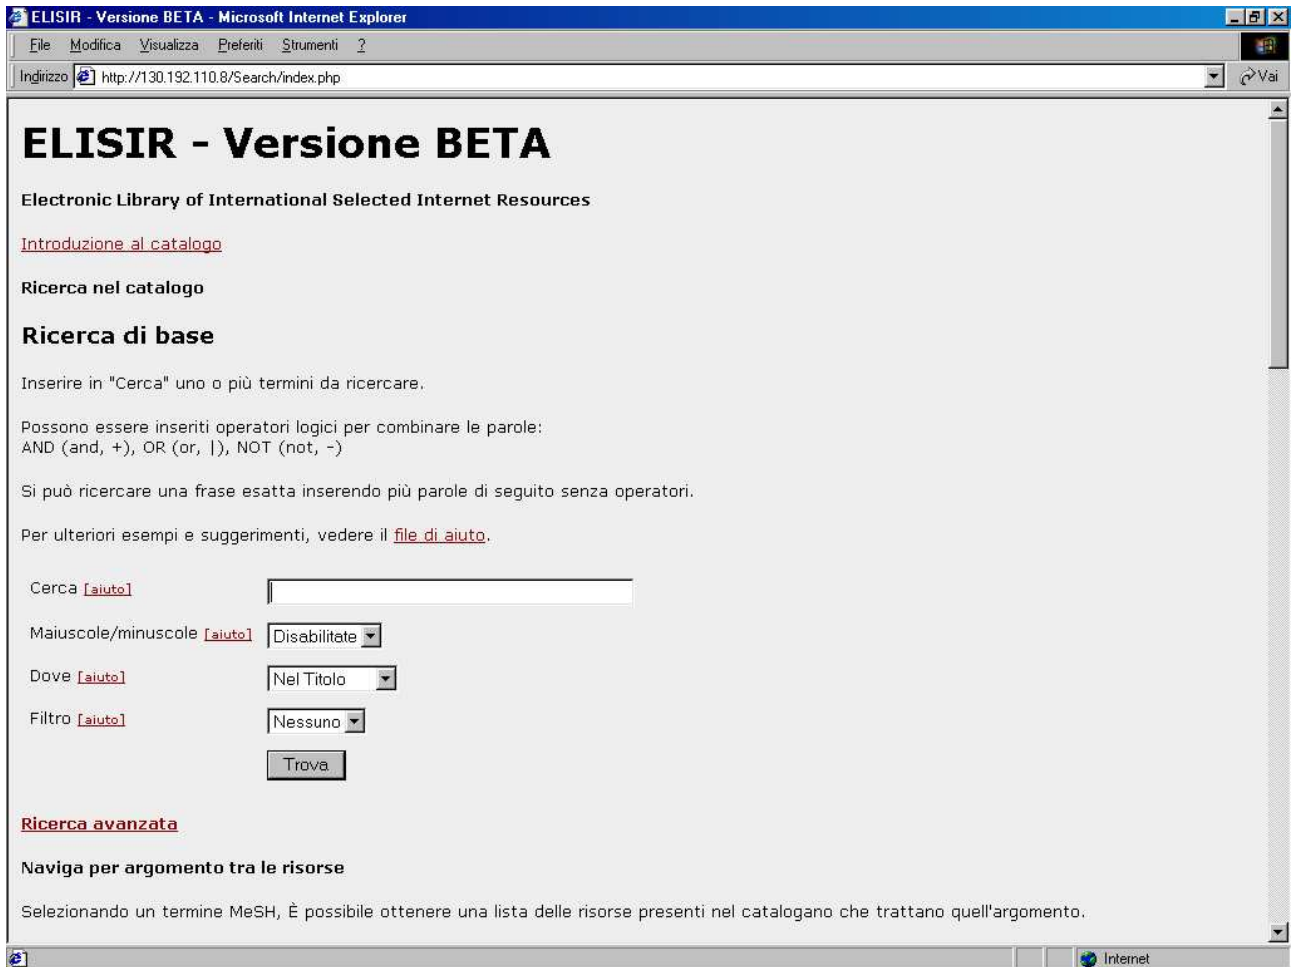 ELISIR - Versione BETA - Microsoft Internet Explorer
File Modifica Visualizza Preferiti Strumenti ?
Indirizzo http://130.192.110.8/Search/index.php Vai
ELISIR - Versione BETA
Electronic Library of International Selected Internet Resources
Introduzione al catalogo
Ricerca nel catalogo
Ricerca di base
Inserire in "Cerca" uno o più termini da ricercare.
Possono essere inseriti operatori logici per combinare le parole:
AND (and, +), OR (or, |), NOT (not, -)
Si può ricercare una frase esatta inserendo più parole di seguito senza operatori.
Per ulteriori esempi e suggerimenti, vedere il file di aiuto.
Cerca [aiuto]
Maiuscole/minuscole [aiuto] Disabilitate
Dove [aiuto] Nel Titolo
Filtro [aiuto] Nessuno
Trova
Ricerca avanzata
Naviga per argomento tra le risorse
Selezionando un termine MeSH, È possibile ottenere una lista delle risorse presenti nel catalogano che trattano quell'argomento.
Internet